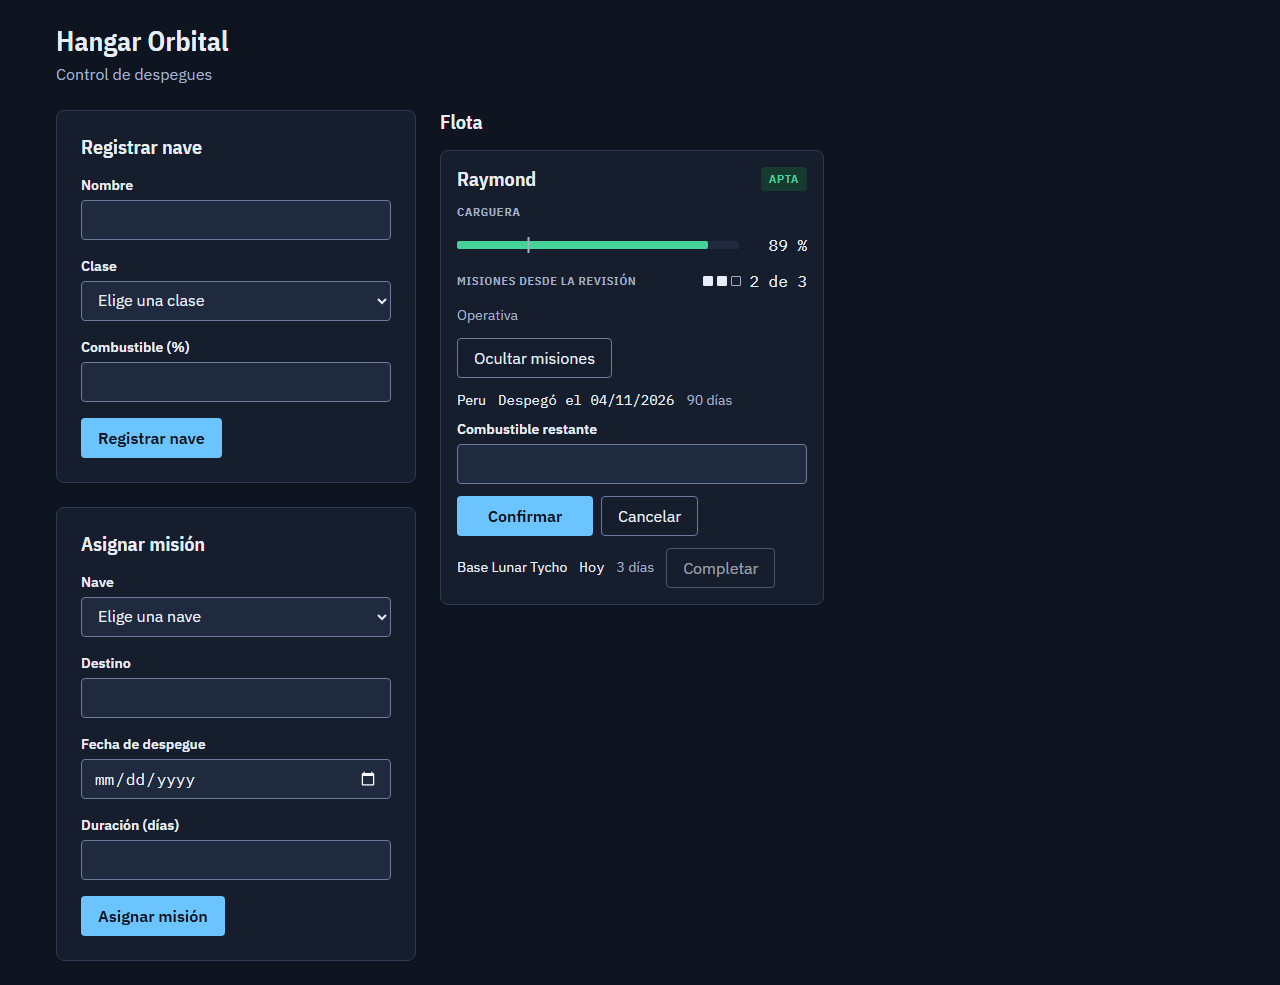 Hangar Orbital
Control de despegues
Registrar nave
Nombre
Clase
Elige una clase
Combustible (%)
Registrar nave
Asignar misión
Nave
Elige una nave
Destino
Fecha de despegue
mm/dd/yyyy
Duración (días)
Asignar misión
Flota
Raymond APTA
CARGUERA
89 %
MISIONES DESDE LA REVISIÓN 2 de 3
Operativa
Ocultar misiones
Peru Despegó el 04/11/2026 90 días
Combustible restante
Confirmar Cancelar
Base Lunar Tycho Hoy 3 días Completar